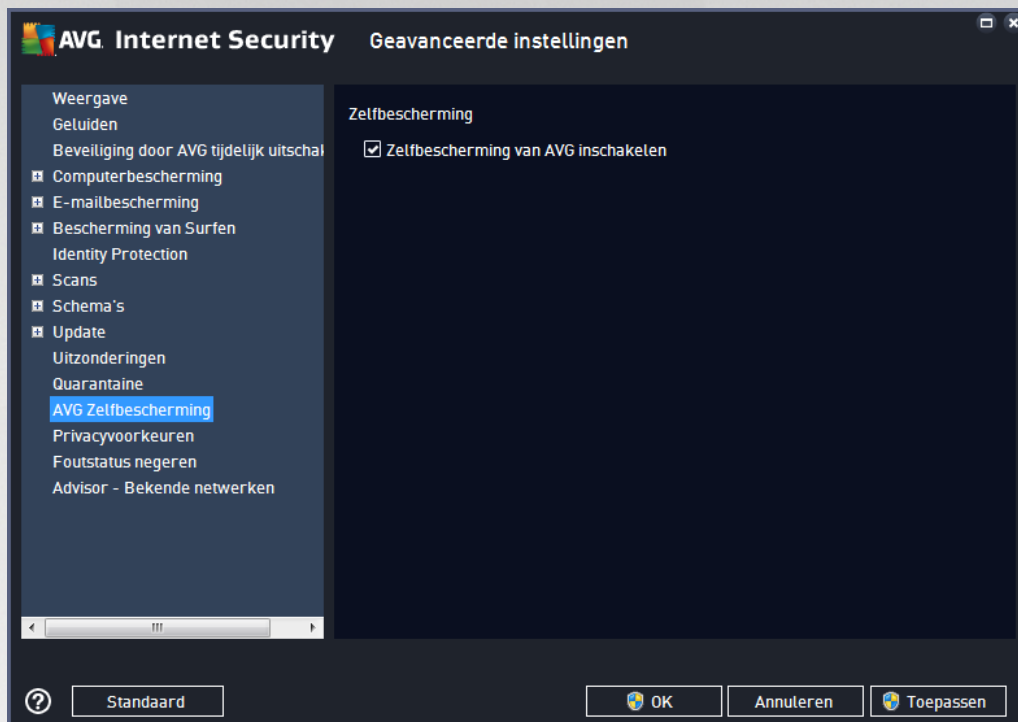 AVG Internet Security Geavanceerde instellingen
Weergave
Geluiden
Beveiliging door AVG tijdelijk
Computerbescherming
E-mailbescherming
Bescherming van Surfen
Identity Protection
Scans
Schema's
Update
Uitzonderingen
Quarantaine
AVG Zelfbescherming
Privacyvoorkeuren
Foutstatus negeren
Advisor - Bekende netwerken
Zelfbescherming
Zelfbescherming van AVG inschakelen
Standaard
OK
Annuleren
Toepassen